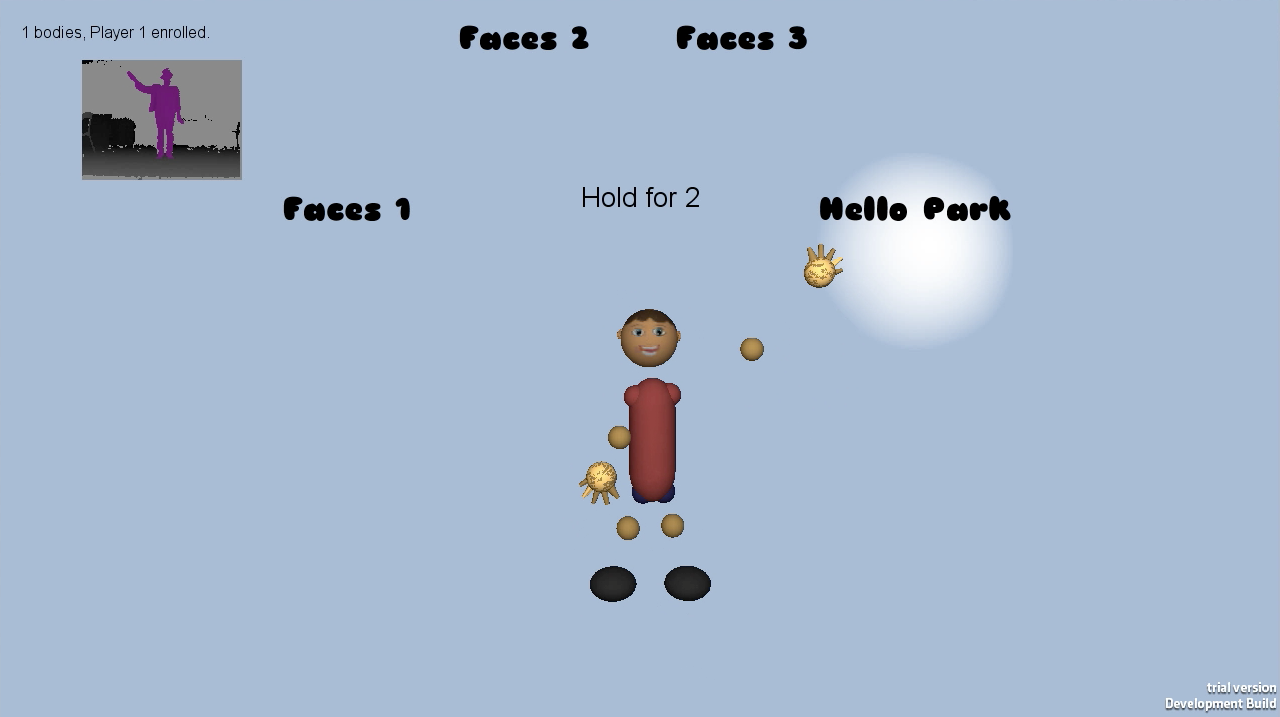 1 bodies, Player 1 enrolled.
Faces 2
Faces 3
Faces 1
Hold for 2
Hello Park
trial version
Development Build